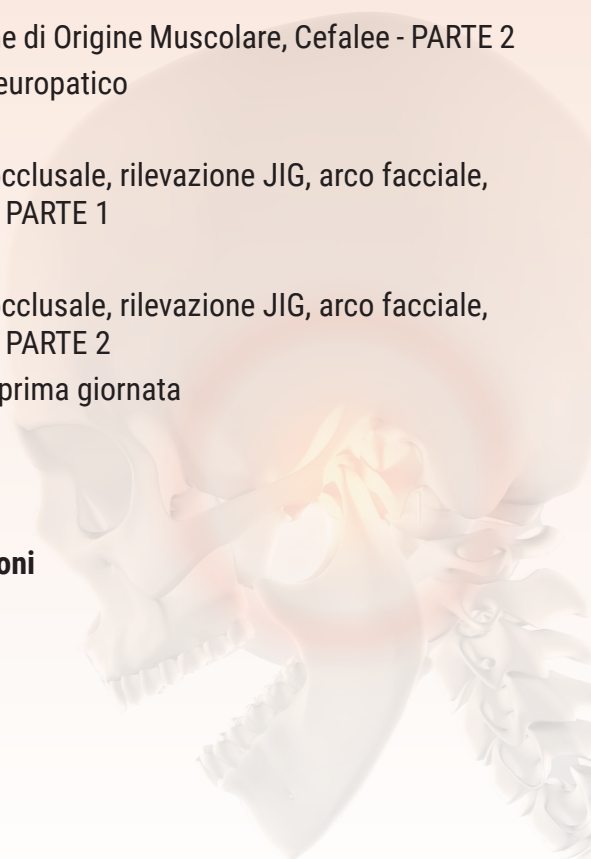 e di Origine Muscolare, Cefalee - PARTE 2
europatico
cclusale, rilevazione JIG, arco facciale,
PARTE 1
cclusale, rilevazione JIG, arco facciale,
PARTE 2
prima giornata
oni